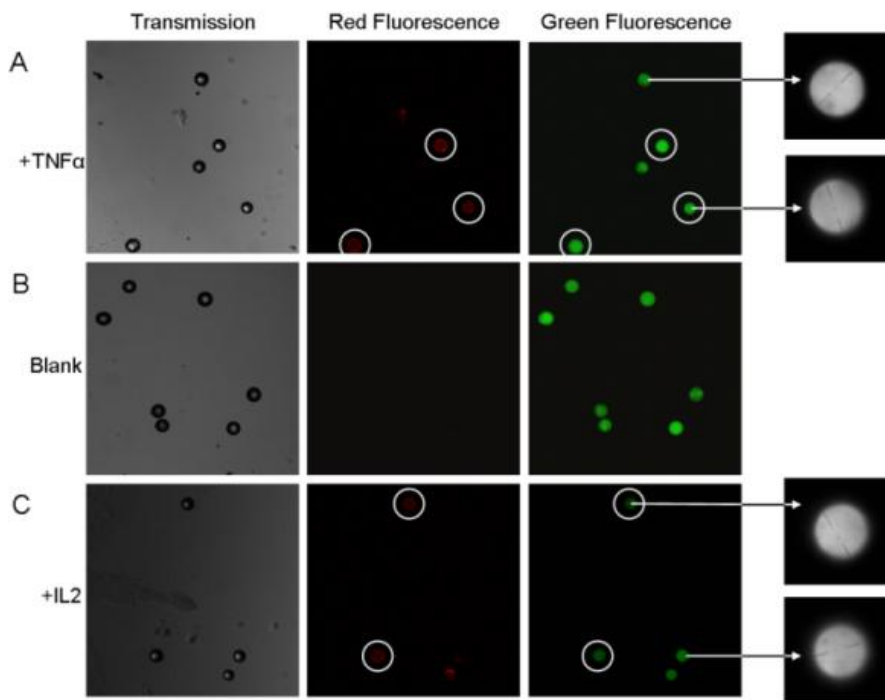 Transmission Red Fluorescence Green Fluorescence
A
+TNFα
B
Blank
C
+IL2